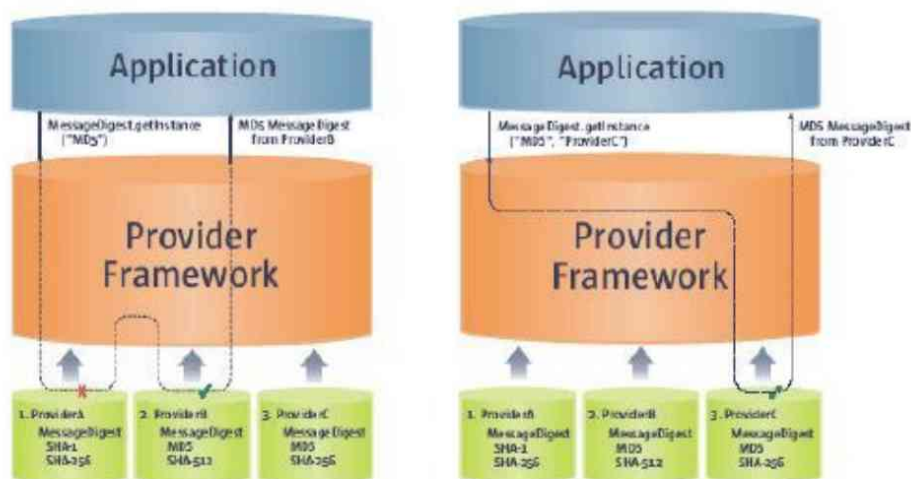 Application
MessageDigest.getInstance
("MD5")
MD5 MessageDigest
from ProviderB
Provider
Framework
1. ProviderA
MessageDigest
SHA-1
SHA-256
2. ProviderB
MessageDigest
MD5
SHA-512
3. ProviderC
MessageDigest
MD5
SHA-256
Application
MessageDigest.getInstance
("MD5", "ProviderC")
MD5 MessageDigest
from ProviderC
Provider
Framework
1. ProviderA
MessageDigest
SHA-1
SHA-256
2. ProviderB
MessageDigest
MD5
SHA-512
3. ProviderC
MessageDigest
MD5
SHA-256